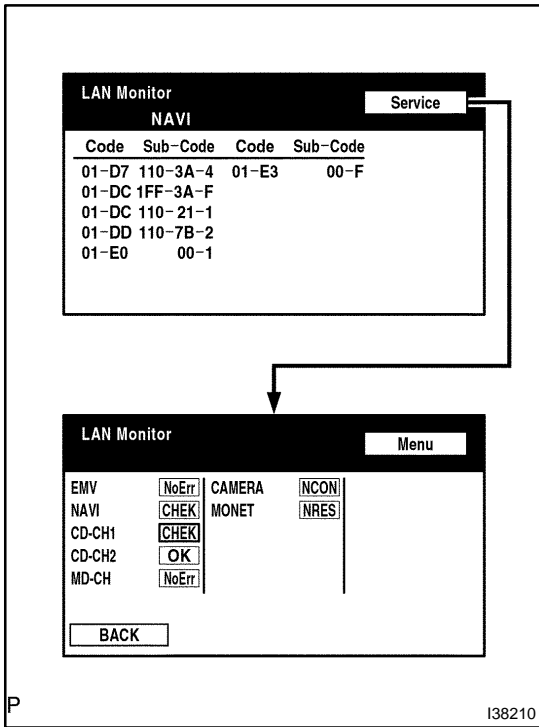 LAN Monitor
Service
NAVI
Code Sub-Code Code Sub-Code
01-D7 110-3A-4 01-E3 00-F
01-DC 1FF-3A-F
01-DC 110-21-1
01-DD 110-7B-2
01-E0 00-1
LAN Monitor
Menu
EMV NoErr CAMERA NCON
NAVI CHEK MONET NRES
CD-CH1 CHEK
CD-CH2 OK
MD-CH NoErr
BACK
P
I38210